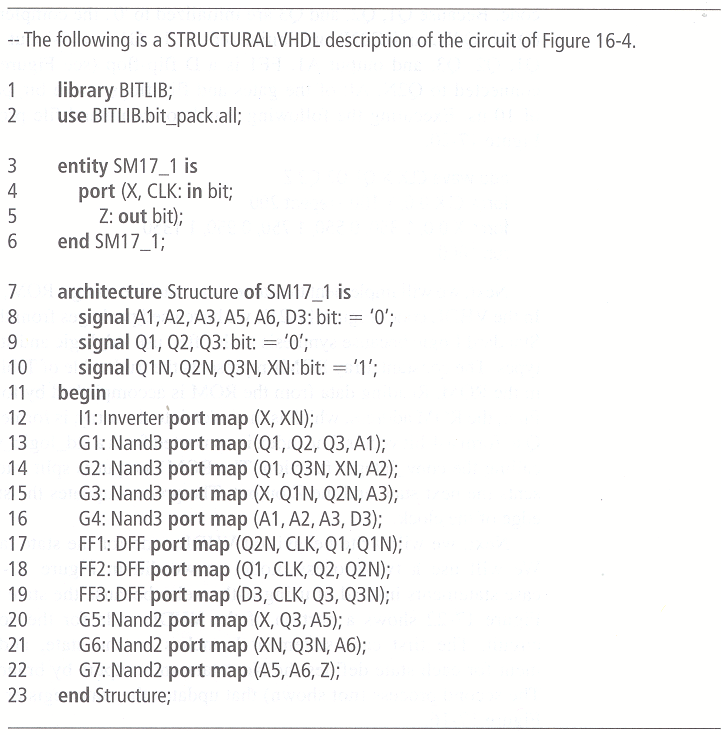 -- The following is a STRUCTURAL VHDL description of the circuit of Figure 16-4.
1 library BITLIB;
2 use BITLIB.bit_pack.all;
3 entity SM17_1 is
4 port (X, CLK: in bit;
5 Z: out bit);
6 end SM17_1;
7 architecture Structure of SM17_1 is
8 signal A1, A2, A3, A5, A6, D3: bit: = '0';
9 signal Q1, Q2, Q3: bit: = '0';
10 signal Q1N, Q2N, Q3N, XN: bit: = '1';
11 begin
12 I1: Inverter port map (X, XN);
13 G1: Nand3 port map (Q1, Q2, Q3, A1);
14 G2: Nand3 port map (Q1, Q3N, XN, A2);
15 G3: Nand3 port map (X, Q1N, Q2N, A3);
16 G4: Nand3 port map (A1, A2, A3, D3);
17 FF1: DFF port map (Q2N, CLK, Q1, Q1N);
18 FF2: DFF port map (Q1, CLK, Q2, Q2N);
19 FF3: DFF port map (D3, CLK, Q3, Q3N);
20 G5: Nand2 port map (X, Q3, A5);
21 G6: Nand2 port map (XN, Q3N, A6);
22 G7: Nand2 port map (A5, A6, Z);
23 end Structure;